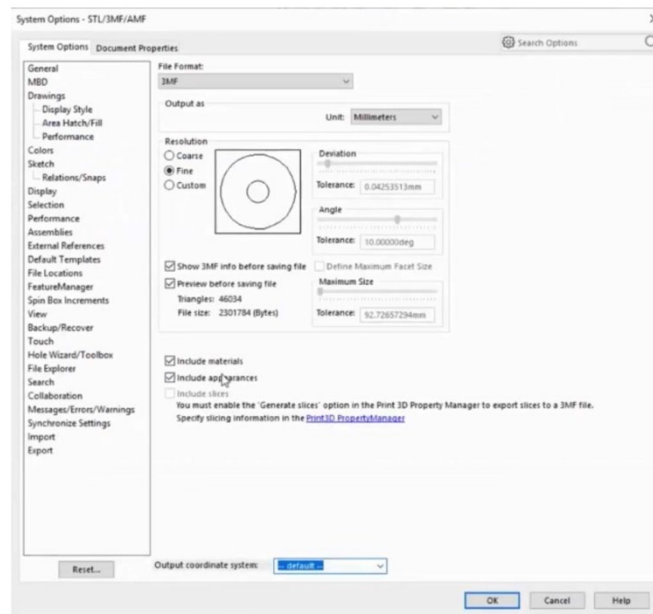 System Options - STL/3MF/AMF
System Options Document Properties
Search Options
General
MBD
Drawings
Display Style
Area Hatch/Fill
Performance
Colors
Sketch
Relations/Snaps
Display
Selection
Performance
Assemblies
External References
Default Templates
File Locations
FeatureManager
Spin Box Increments
View
Backup/Recover
Touch
Hole Wizard/Toolbox
File Explorer
Search
Collaboration
Messages/Errors/Warnings
Synchronize Settings
Import
Export
Reset...
File Format:
3MF
Output as
Unit: Millimeters
Resolution
Coarse
Fine
Custom
Deviation
Tolerance: 0.04253513mm
Angle
Tolerance: 10.00000deg
Show 3MF info before saving file
Define Maximum Facet Size
Preview before saving file
Maximum Size
Triangles: 46034
File size: 2301784 (Bytes)
Tolerance: 92.72657294mm
Include materials
Include appearances
Include slices
You must enable the 'Generate slices' option in the Print 3D Property Manager to export slices to a 3MF file.
Specify slicing information in the Print3D PropertyManager
Output coordinate system: -- default --
OK Cancel Help